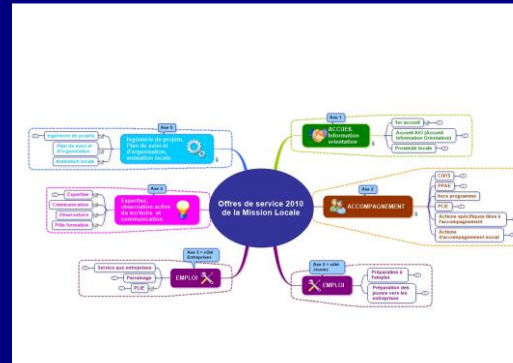 Offres de service 2010
de la Mission Locale
Axe 1
ACCUEIL
Information
orientation
1er accueil
Accueil AIO (Accueil
Information Orientation)
Proximité locale
Axe 2
ACCOMPAGNEMENT
CIVIS
PPAE
hors programme
PLIE
Actions spécifiques liées à
l'accompagnement
Actions
d'accompagnement social
Axe 3 = côté
Jeunes
EMPLOI
Préparation à
l'emploi
Préparation des
jeunes vers les
entreprises
Axe 3 = côté
Entreprises
EMPLOI
Service aux entreprises
Parrainage
PLIE
Axe 4
Expertises,
observation active
du territoire et
communication
Expertise
Communication
Observatoire
Pôle formation
Axe 5
Ingénierie de projets,
Plan de suivi et
d'organisation,
animation locale
Ingénierie de projets
Plan de suivi et
d'organisation
Animation locale